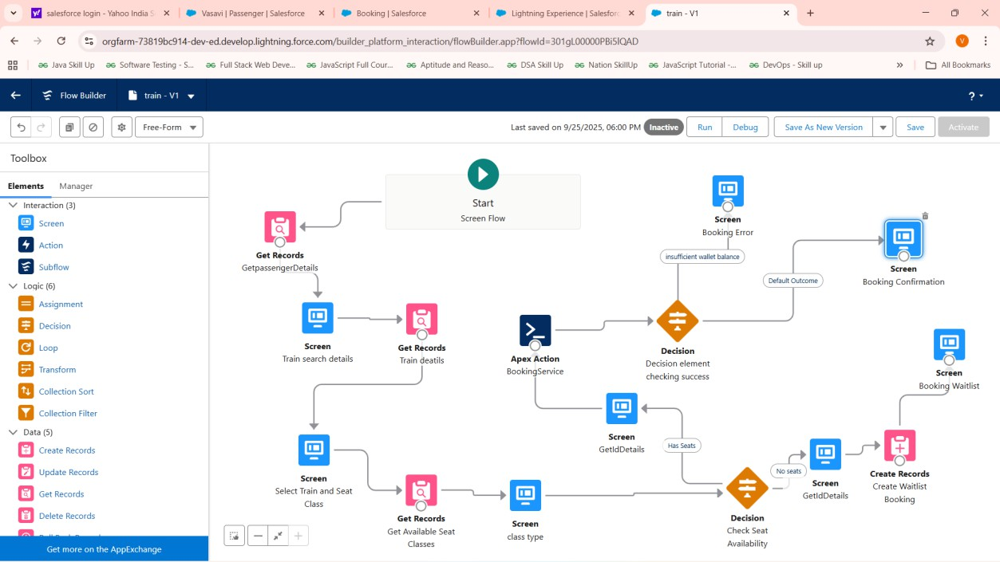 salesforce login - Yahoo India S
Vasavi | Passenger | Salesforce
Booking | Salesforce
Lightning Experience | Salesforc
train - V1
orgfarm-73819bc914-dev-ed.develop.lightning.force.com/builder_platform_interaction/flowBuilder.app?flowId=301gL00000PBi5lQAD
V
Java Skill Up
Software Testing - S...
Full Stack Web Deve...
JavaScript Full Cour...
Aptitude and Reaso...
DSA Skill Up
Nation SkillUp
JavaScript Tutorial -...
DevOps - Skill up
»
All Bookmarks
Flow Builder
train - V1
?
Free-Form
Last saved on 9/25/2025, 06:00 PM
Inactive
Run
Debug
Save As New Version
Save
Activate
Toolbox
Elements
Manager
Interaction (3)
Screen
Action
Subflow
Logic (6)
Assignment
Decision
Loop
Transform
Collection Sort
Collection Filter
Data (5)
Create Records
Update Records
Get Records
Delete Records
Get more on the AppExchange
Start
Screen Flow
Get Records
GetpassengerDetails
Screen
Train search details
Get Records
Train deatils
Screen
Select Train and Seat
Class
Get Records
Get Available Seat
Classes
Screen
class type
Decision
Check Seat
Availability
Has Seats
No seats
Screen
GetIdDetails
Apex Action
BookingService
Decision
Decision element
checking success
insufficient wallet balance
Screen
Booking Error
Default Outcome
Screen
Booking Confirmation
Screen
GetIdDetails
Create Records
Create Waitlist
Booking
Screen
Booking Waitlist